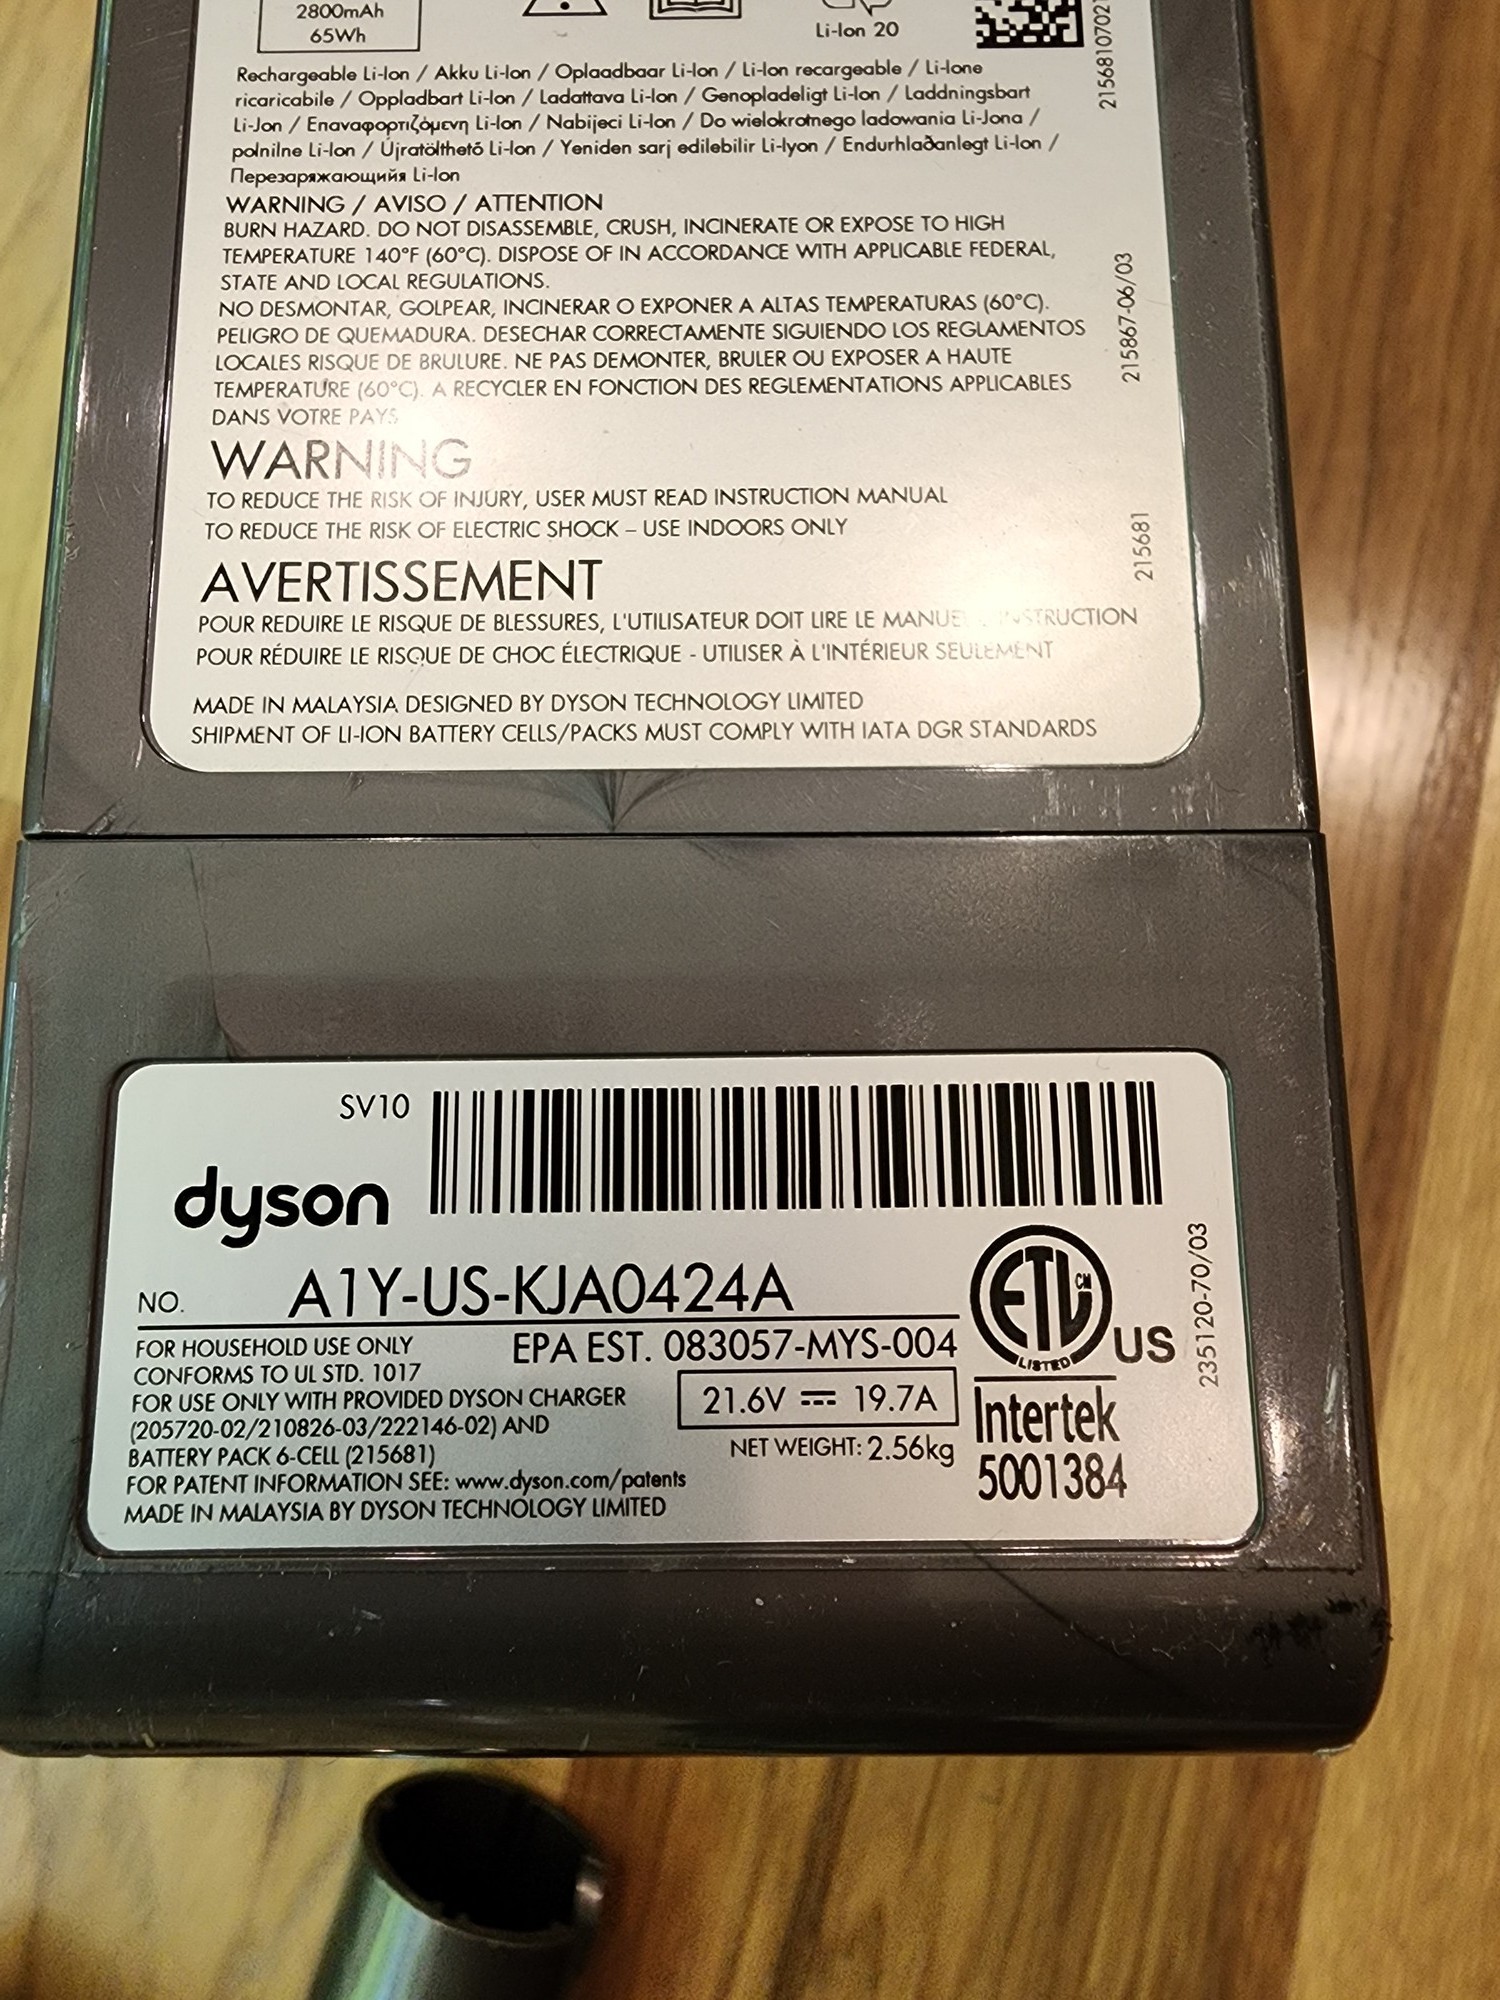 2800mAh
65Wh
Li-Ion 20
Rechargeable Li-Ion / Akku Li-Ion / Oplaadbaar Li-Ion / Li-Ion recargeable / Li-Ione
ricaricabile / Oppladbart Li-Ion / Ladattava Li-Ion / Genopladeligt Li-Ion / Laddningsbart
Li-Jon / Επαναφορτιζόμενη Li-Ion / Nabijeci Li-Ion / Do wielokrotnego ladowania Li-Jona /
polnilne Li-Ion / Újratölthető Li-Ion / Yeniden sarj edilebilir Li-Iyon / Endurhlaðanlegt Li-Ion /
Перезаряжающийя Li-Ion
WARNING / AVISO / ATTENTION
BURN HAZARD. DO NOT DISASSEMBLE, CRUSH, INCINERATE OR EXPOSE TO HIGH
TEMPERATURE 140°F (60°C). DISPOSE OF IN ACCORDANCE WITH APPLICABLE FEDERAL,
STATE AND LOCAL REGULATIONS.
NO DESMONTAR, GOLPEAR, INCINERAR O EXPONER A ALTAS TEMPERATURAS (60°C).
PELIGRO DE QUEMADURA. DESECHAR CORRECTAMENTE SIGUIENDO LOS REGLAMENTOS
LOCALES RISQUE DE BRULURE. NE PAS DEMONTER, BRULER OU EXPOSER A HAUTE
TEMPERATURE (60°C). A RECYCLER EN FONCTION DES REGLEMENTATIONS APPLICABLES
DANS VOTRE PAYS
WARNING
TO REDUCE THE RISK OF INJURY, USER MUST READ INSTRUCTION MANUAL
TO REDUCE THE RISK OF ELECTRIC SHOCK – USE INDOORS ONLY
AVERTISSEMENT
POUR REDUIRE LE RISQUE DE BLESSURES, L'UTILISATEUR DOIT LIRE LE MANUEL INSTRUCTION
POUR RÉDUIRE LE RISQUE DE CHOC ÉLECTRIQUE - UTILISER À L'INTÉRIEUR SEULEMENT
MADE IN MALAYSIA DESIGNED BY DYSON TECHNOLOGY LIMITED
SHIPMENT OF LI-ION BATTERY CELLS/PACKS MUST COMPLY WITH IATA DGR STANDARDS
215867-06/03
215681
SV10
dyson
NO. A1Y-US-KJA0424A
FOR HOUSEHOLD USE ONLY
EPA EST. 083057-MYS-004
CONFORMS TO UL STD. 1017
FOR USE ONLY WITH PROVIDED DYSON CHARGER
(205720-02/210826-03/222146-02) AND
BATTERY PACK 6-CELL (215681)
FOR PATENT INFORMATION SEE: www.dyson.com/patents
MADE IN MALAYSIA BY DYSON TECHNOLOGY LIMITED
21.6V ⎓ 19.7A
NET WEIGHT: 2.56kg
ETL CM
LISTED
US
Intertek
5001384
235120-70/03